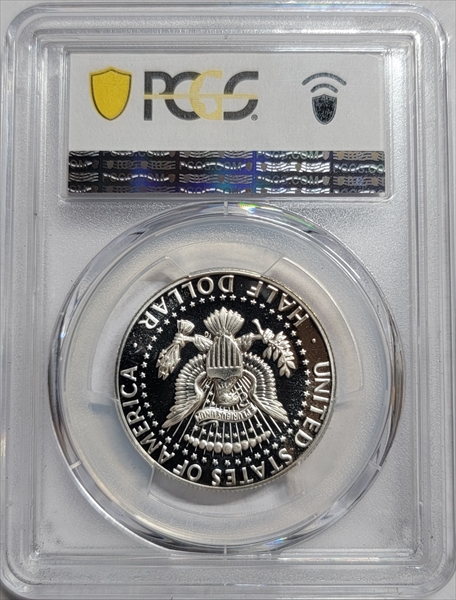 PCGS
UNITED STATES OF AMERICA
· HALF DOLLAR ·